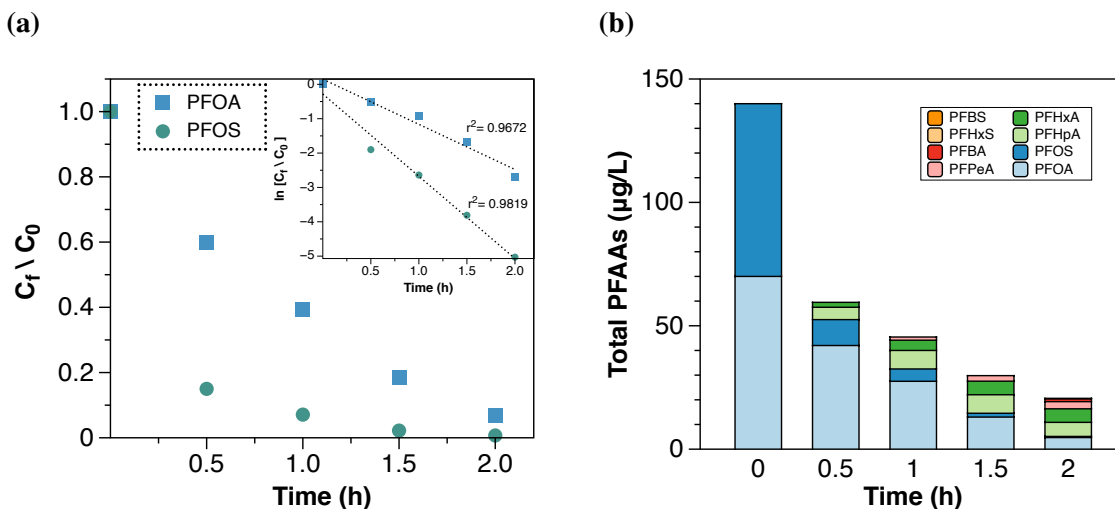 (a)
PFOA
PFOS
C_f \ C_0
1.0
0.8
0.6
0.4
0.2
0
0.5
1.0
1.5
2.0
Time (h)
ln [C_f \ C_0]
0
−1
−2
−3
−4
−5
r² = 0.9672
r² = 0.9819
0.5
1.0
1.5
2.0
Time (h)
(b)
Total PFAAs (µg/L)
150
100
50
0
PFBS
PFHxS
PFBA
PFPeA
PFHxA
PFHpA
PFOS
PFOA
0
0.5
1
1.5
2
Time (h)